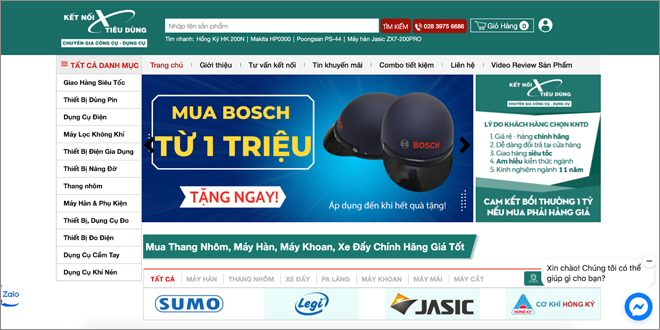 KẾT NỐI
TIÊU DÙNG
CHUYÊN GIA CÔNG CỤ - DỤNG CỤ
Nhập tên sản phẩm
TÌM KIẾM
028 3975 6686
Giỏ Hàng 0
Tìm nhanh: Hồng Ký HK 200N | Makita HP0300 | Poongsan PS-44 | Máy hàn Jasic ZX7-200PRO
TẤT CẢ DANH MỤC
Trang chủ
Giới thiệu
Tư vấn kết nối
Tin khuyến mãi
Combo tiết kiệm
Liên hệ
Video Review Sản Phẩm
Giao Hàng Siêu Tốc
Thiết Bị Dùng Pin
Dụng Cụ Điện
Máy Lọc Không Khí
Thiết Bị Điện Gia Dụng
Thiết Bị Nâng Đỡ
Thang nhôm
Máy Hàn & Phụ Kiện
Thiết Bị, Dụng Cụ Đo
Thiết Bị Đo Điện
Dụng Cụ Cầm Tay
Dụng Cụ Khí Nén
MUA BOSCH
TỪ 1 TRIỆU
TẶNG NGAY!
BOSCH
Áp dụng đến khi hết quà tặng!
KẾT NỐI
TIÊU DÙNG
CHUYÊN GIA CÔNG CỤ - DỤNG CỤ
LÝ DO KHÁCH HÀNG CHỌN KNTD
1. Giá rẻ - hàng chính hãng
2. Dễ dàng đổi trả tại cửa hàng
3. Giao hàng siêu tốc
4. Am hiểu kiến thức ngành
5. Kinh nghiệm ngành 11 năm
CAM KẾT BỒI THƯỜNG 1 TỶ
NẾU MUA PHẢI HÀNG GIẢ
Mua Thang Nhôm, Máy Hàn, Máy Khoan, Xe Đẩy Chính Hãng Giá Tốt
TẤT CẢ
MÁY HÀN
THANG NHÔM
XE ĐẨY
PA LĂNG
MÁY KHOAN
MÁY MÀI
MÁY CẮT
Xin chào! Chúng tôi có thể
giúp gì cho bạn?
Zalo
SUMO
Legi
JASIC
HỒNG KÝ
CƠ KHÍ HỒNG KÝ